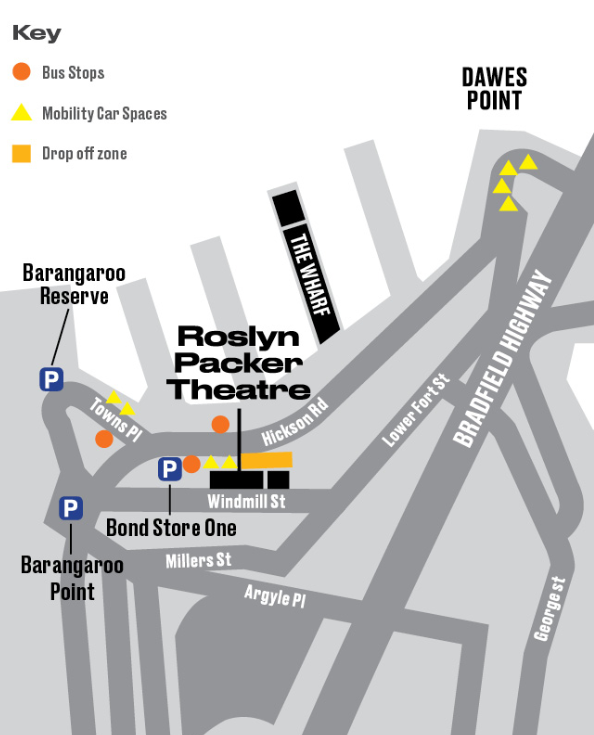 Key
Bus Stops
Mobility Car Spaces
Drop off zone
DAWES
POINT
THE WHARF
Barangaroo
Reserve
P
Roslyn
Packer
Theatre
Towns Pl
Hickson Rd
Lower Fort St
BRADFIELD HIGHWAY
P
Windmill St
P
Bond Store One
Millers St
Barangaroo
Point
Argyle Pl
George st